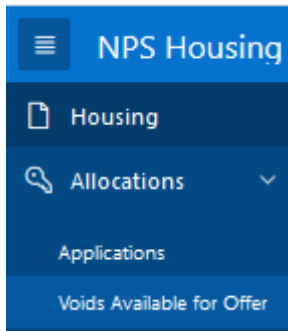 NPS Housing
Housing
Allocations
Applications
Voids Available for Offer